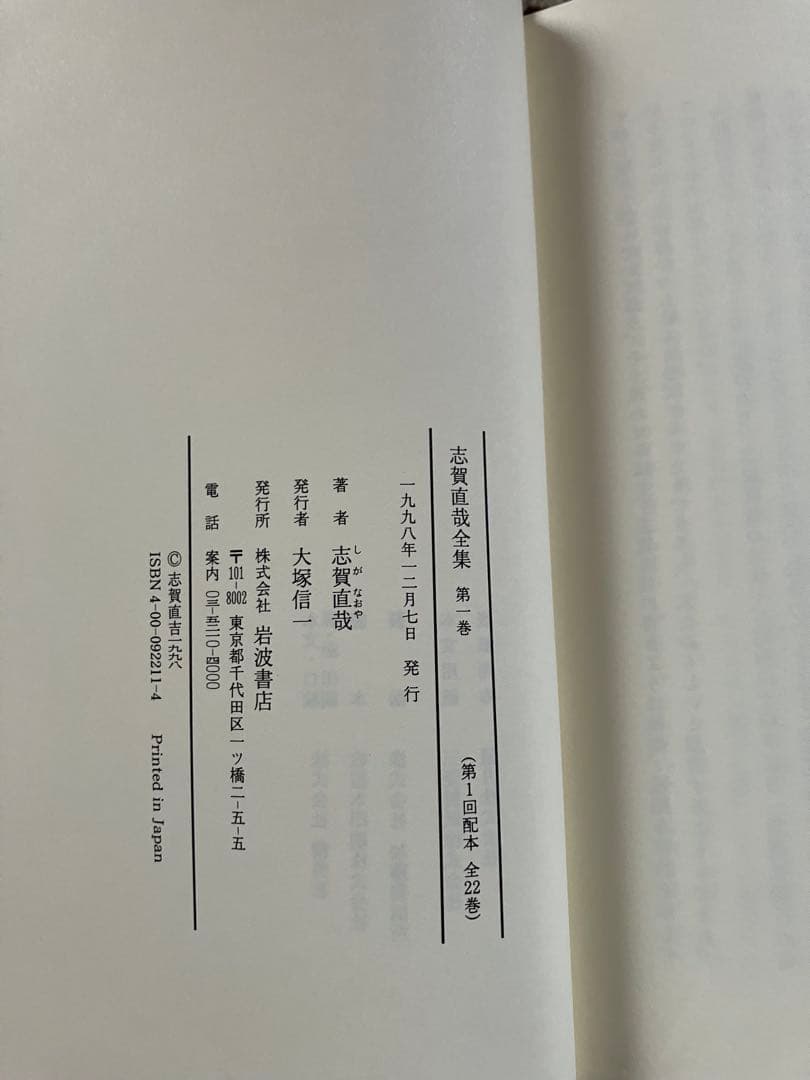 志賀直哉全集 第一巻 (第1回配本 全22巻)
一九九八年一二月七日 発行
著者 志賀直哉
しがなおや
発行者 大塚信一
発行所 株式会社 岩波書店
〒101-8002 東京都千代田区一ツ橋二-五-五
電話 案内 〇三-五二一〇-四〇〇〇
© 志賀直吉一九九八
ISBN 4-00-092211-4 Printed in Japan